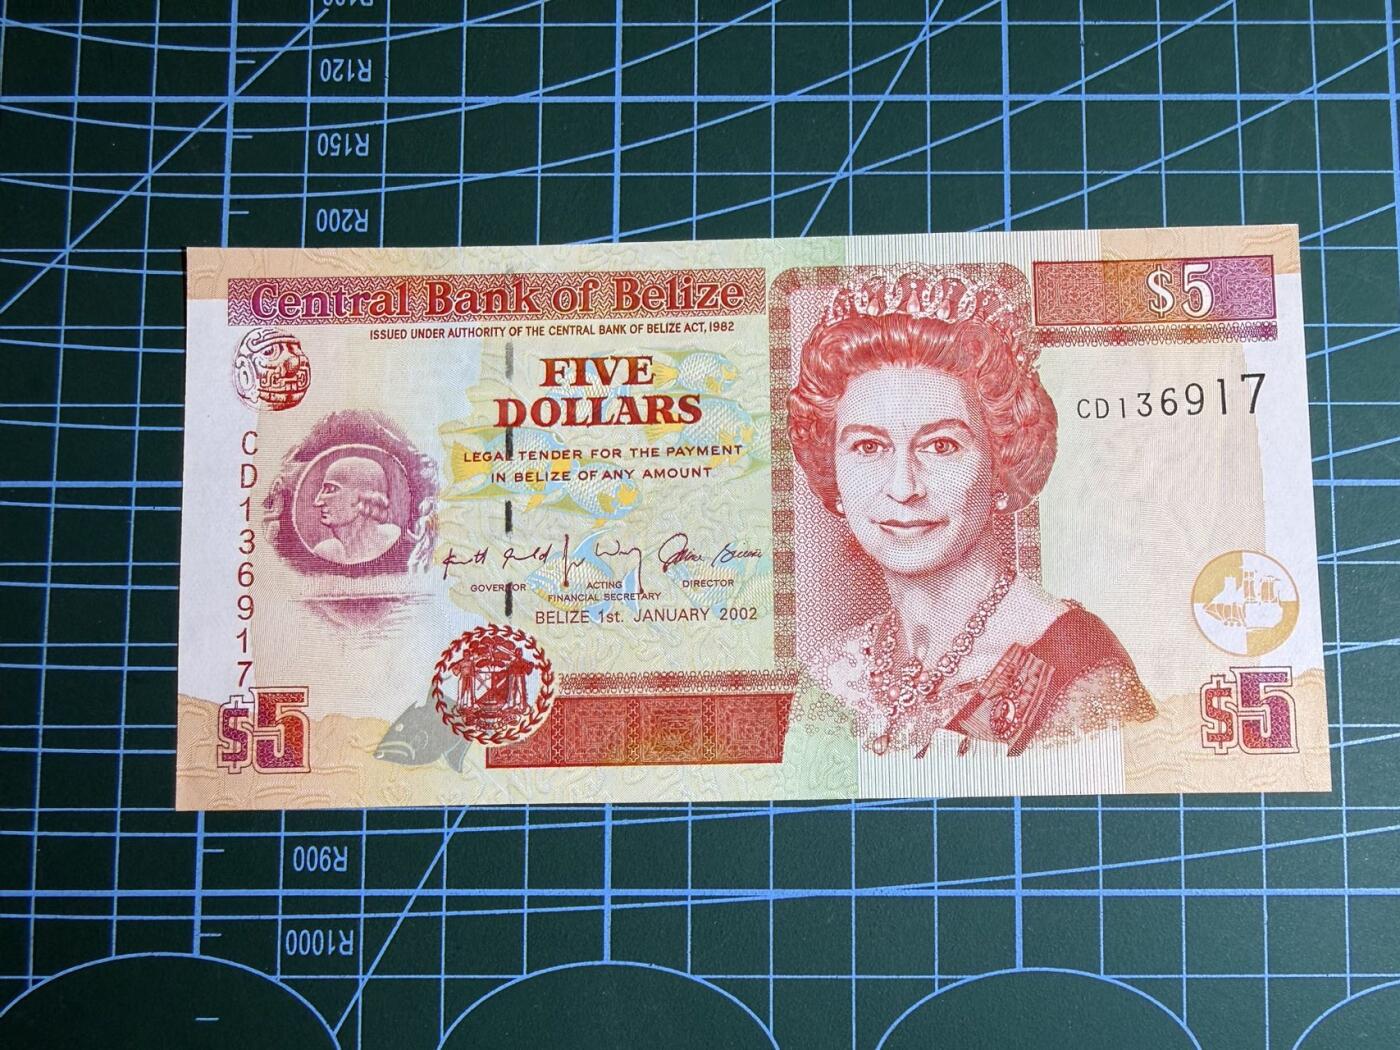 R120
R150
R200
Central Bank of Belize
$5
ISSUED UNDER AUTHORITY OF THE CENTRAL BANK OF BELIZE ACT, 1982
FIVE
DOLLARS
CD136917
LEGAL TENDER FOR THE PAYMENT
IN BELIZE OF ANY AMOUNT
CD136917
GOVERNOR
ACTING
FINANCIAL SECRETARY
DIRECTOR
BELIZE 1st. JANUARY 2002
$5
$5
R900
R1000